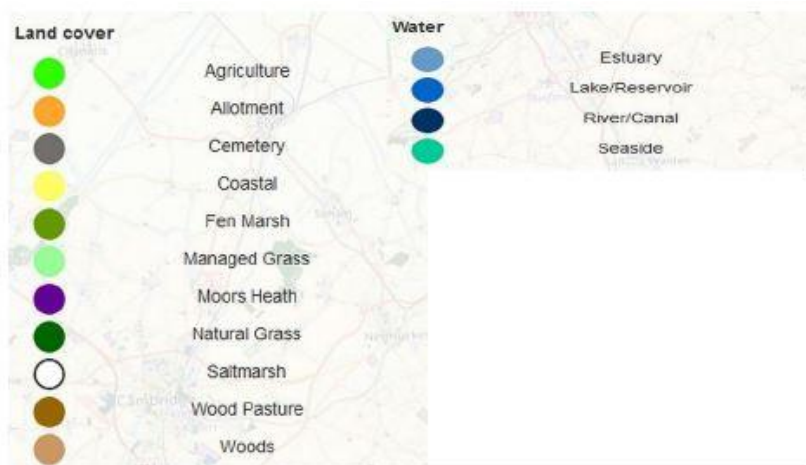 Land cover
Agriculture
Allotment
Cemetery
Coastal
Fen Marsh
Managed Grass
Moors Heath
Natural Grass
Saltmarsh
Wood Pasture
Woods
Water
Estuary
Lake/Reservoir
River/Canal
Seaside